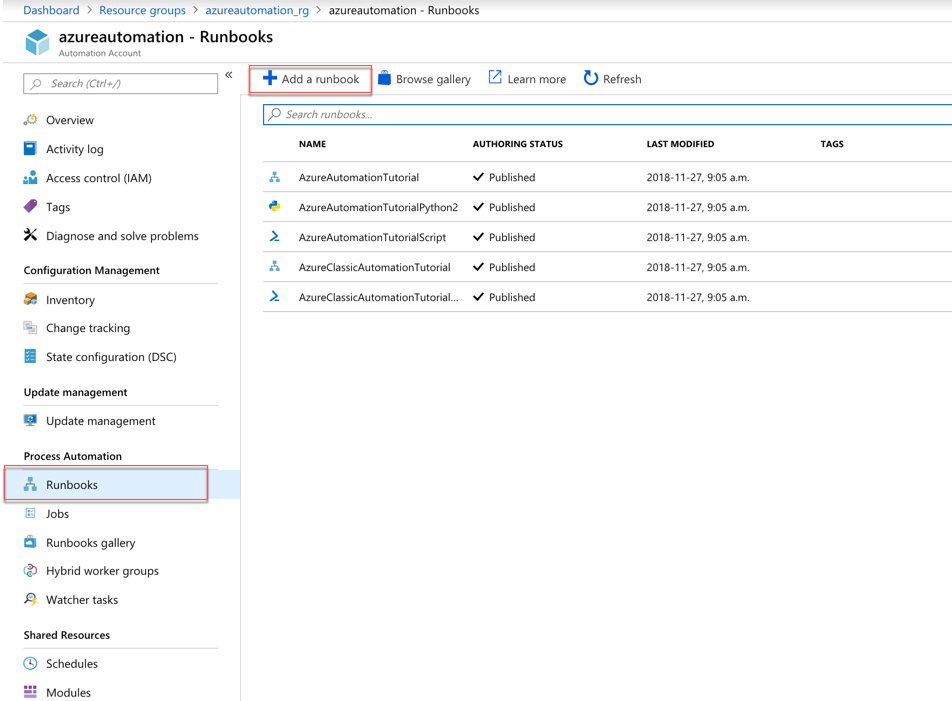 Dashboard > Resource groups > azureautomation_rg > azureautomation - Runbooks
azureautomation - Runbooks
Automation Account
Search (Ctrl+/)
«
Overview
Activity log
Access control (IAM)
Tags
Diagnose and solve problems
Configuration Management
Inventory
Change tracking
State configuration (DSC)
Update management
Update management
Process Automation
Runbooks
Jobs
Runbooks gallery
Hybrid worker groups
Watcher tasks
Shared Resources
Schedules
Modules
Add a runbook Browse gallery Learn more Refresh
Search runbooks...
NAME AUTHORING STATUS LAST MODIFIED TAGS
AzureAutomationTutorial Published 2018-11-27, 9:05 a.m.
AzureAutomationTutorialPython2 Published 2018-11-27, 9:05 a.m.
AzureAutomationTutorialScript Published 2018-11-27, 9:05 a.m.
AzureClassicAutomationTutorial Published 2018-11-27, 9:05 a.m.
AzureClassicAutomationTutorial... Published 2018-11-27, 9:05 a.m.